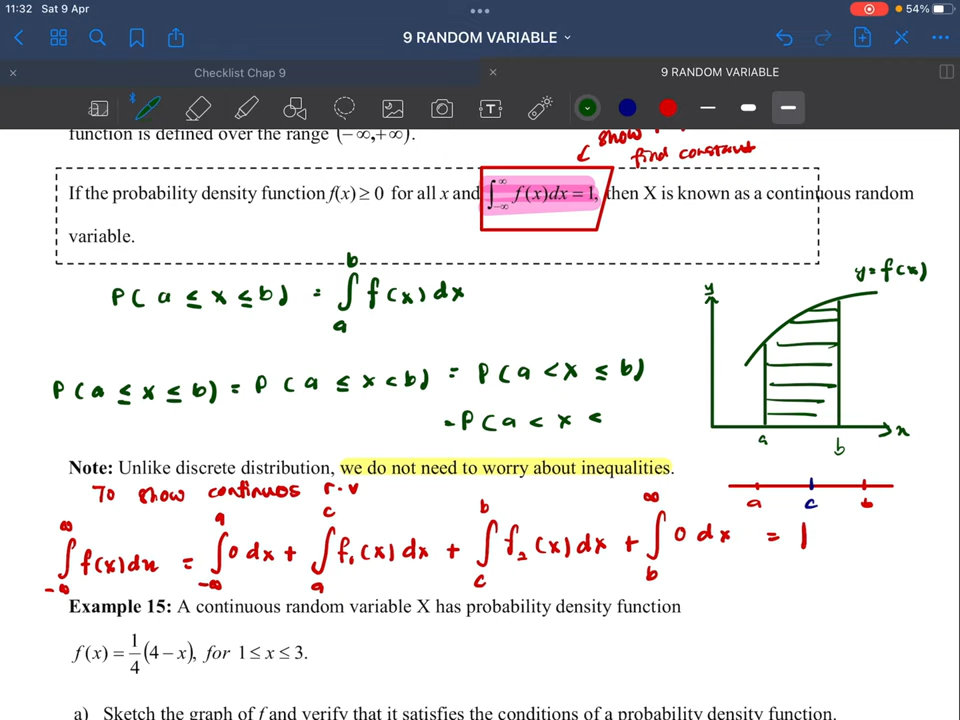 11:32 Sat 9 Apr
54%
9 RANDOM VARIABLE
Checklist Chap 9
9 RANDOM VARIABLE
function is defined over the range (−∞,+∞).
show
find constant
If the probability density function f(x) ≥ 0 for all x and ∫_{-∞}^{∞} f(x)dx = 1, then X is known as a continuous random
variable.
P( a ≤ x ≤ b) = ∫_a^b f(x) dx
y = f(x)
y
P(a ≤ x ≤ b) = P (a ≤ x < b) = P(a < x ≤ b)
= P(a < x <
x
a b
Note: Unlike discrete distribution, we do not need to worry about inequalities.
To show continuos r.v
a c b
∫_{-∞}^{∞} f(x)dx = ∫_{-∞}^{a} 0 dx + ∫_a^c f₁(x) dx + ∫_c^b f₂(x) dx + ∫_b^∞ 0 dx = 1
Example 15: A continuous random variable X has probability density function
f(x) = 1/4 (4 − x), for 1 ≤ x ≤ 3.
a) Sketch the graph of f and verify that it satisfies the conditions of a probability density function.